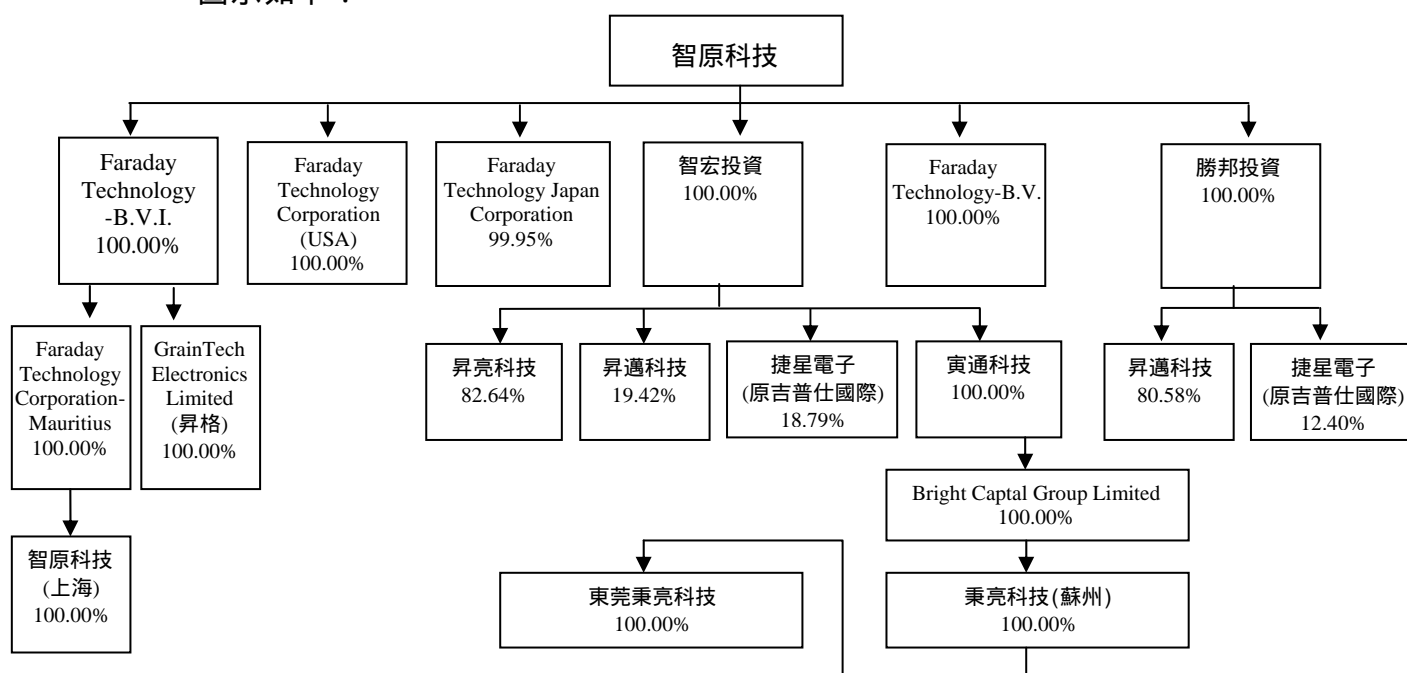 圖示如下：
智原科技
Faraday
Technology
-B.V.I.
100.00%
Faraday
Technology
Corporation
(USA)
100.00%
Faraday
Technology Japan
Corporation
99.95%
智宏投資
100.00%
Faraday
Technology-B.V.
100.00%
勝邦投資
100.00%
Faraday
Technology
Corporation-
Mauritius
100.00%
GrainTech
Electronics
Limited
(昇格)
100.00%
昇亮科技
82.64%
昇邁科技
19.42%
捷星電子
(原吉普仕國際)
18.79%
寅通科技
100.00%
昇邁科技
80.58%
捷星電子
(原吉普仕國際)
12.40%
Bright Captal Group Limited
100.00%
智原科技
(上海)
100.00%
東莞秉亮科技
100.00%
秉亮科技(蘇州)
100.00%